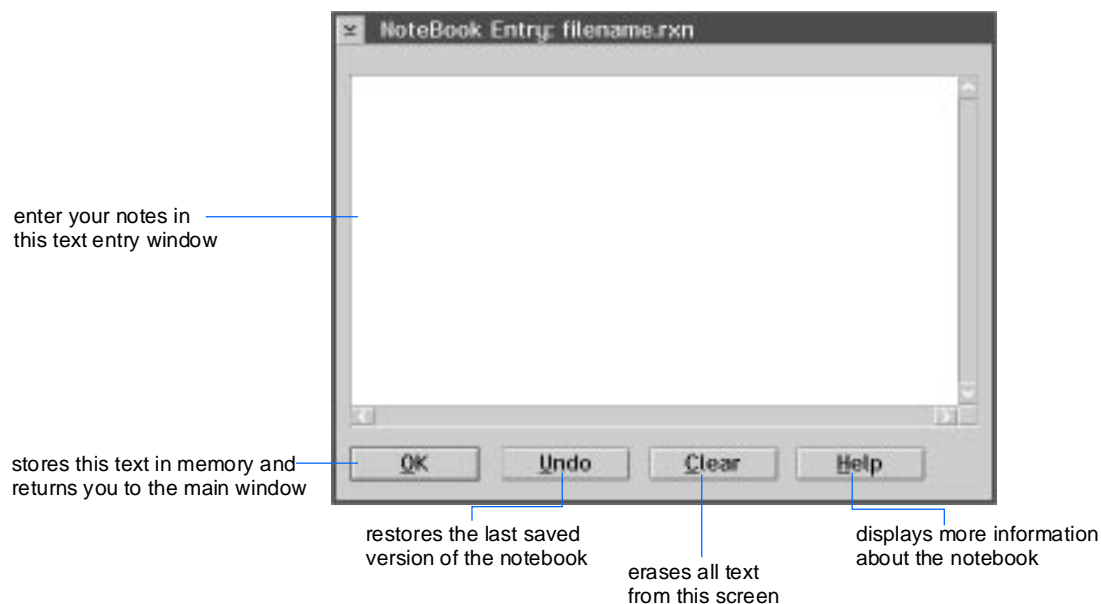 NoteBook Entry: filename.rxn
enter your notes in
this text entry window
stores this text in memory and
returns you to the main window
OK Undo Clear Help
restores the last saved
version of the notebook
erases all text
from this screen
displays more information
about the notebook